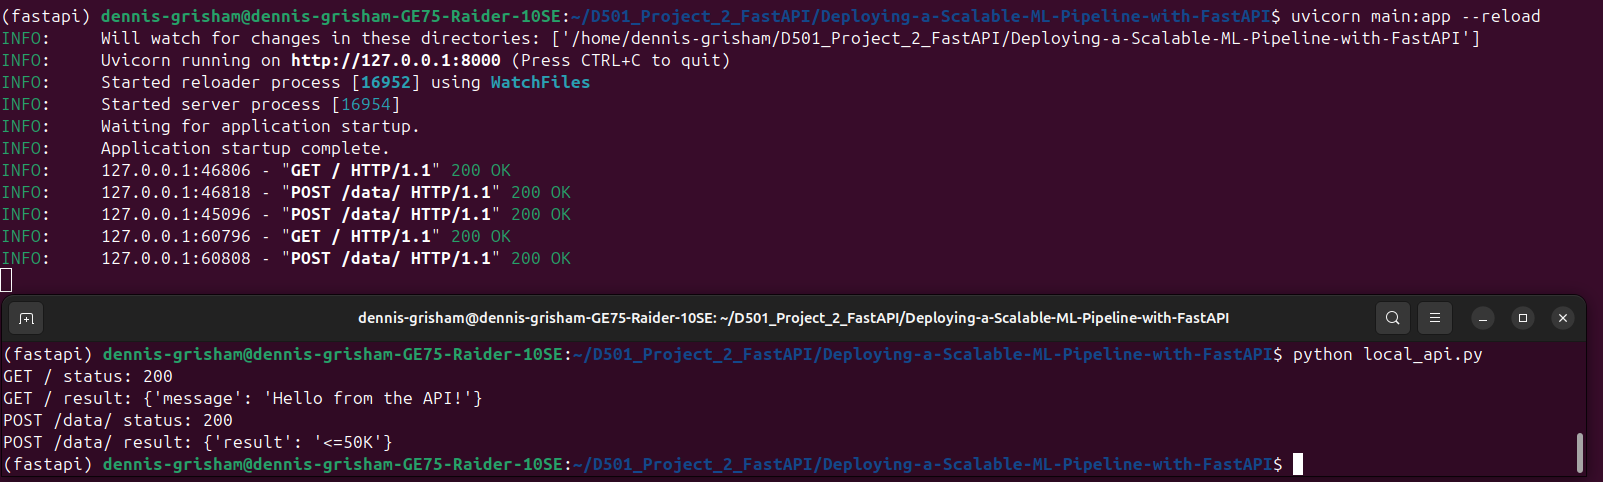 (fastapi) dennis-grisham@dennis-grisham-GE75-Raider-10SE:~/D501_Project_2_FastAPI/Deploying-a-Scalable-ML-Pipeline-with-FastAPI$ uvicorn main:app --reload
INFO:     Will watch for changes in these directories: ['/home/dennis-grisham/D501_Project_2_FastAPI/Deploying-a-Scalable-ML-Pipeline-with-FastAPI']
INFO:     Uvicorn running on http://127.0.0.1:8000 (Press CTRL+C to quit)
INFO:     Started reloader process [16952] using WatchFiles
INFO:     Started server process [16954]
INFO:     Waiting for application startup.
INFO:     Application startup complete.
INFO:     127.0.0.1:46806 - "GET / HTTP/1.1" 200 OK
INFO:     127.0.0.1:46818 - "POST /data/ HTTP/1.1" 200 OK
INFO:     127.0.0.1:45096 - "POST /data/ HTTP/1.1" 200 OK
INFO:     127.0.0.1:60796 - "GET / HTTP/1.1" 200 OK
INFO:     127.0.0.1:60808 - "POST /data/ HTTP/1.1" 200 OK
dennis-grisham@dennis-grisham-GE75-Raider-10SE: ~/D501_Project_2_FastAPI/Deploying-a-Scalable-ML-Pipeline-with-FastAPI
(fastapi) dennis-grisham@dennis-grisham-GE75-Raider-10SE:~/D501_Project_2_FastAPI/Deploying-a-Scalable-ML-Pipeline-with-FastAPI$ python local_api.py
GET / status: 200
GET / result: {'message': 'Hello from the API!'}
POST /data/ status: 200
POST /data/ result: {'result': '<=50K'}
(fastapi) dennis-grisham@dennis-grisham-GE75-Raider-10SE:~/D501_Project_2_FastAPI/Deploying-a-Scalable-ML-Pipeline-with-FastAPI$